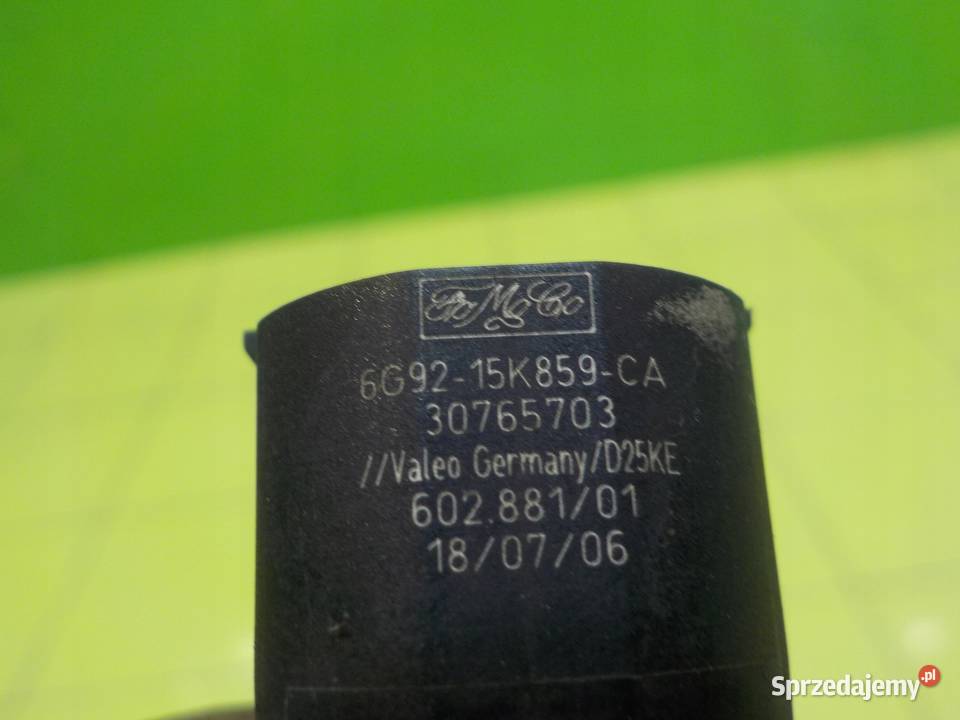 FoMoCo
6G92-15K859-CA
30765703
//Valeo Germany/D25KE
602.881/01
18/07/06
Sprzedajemy.pl